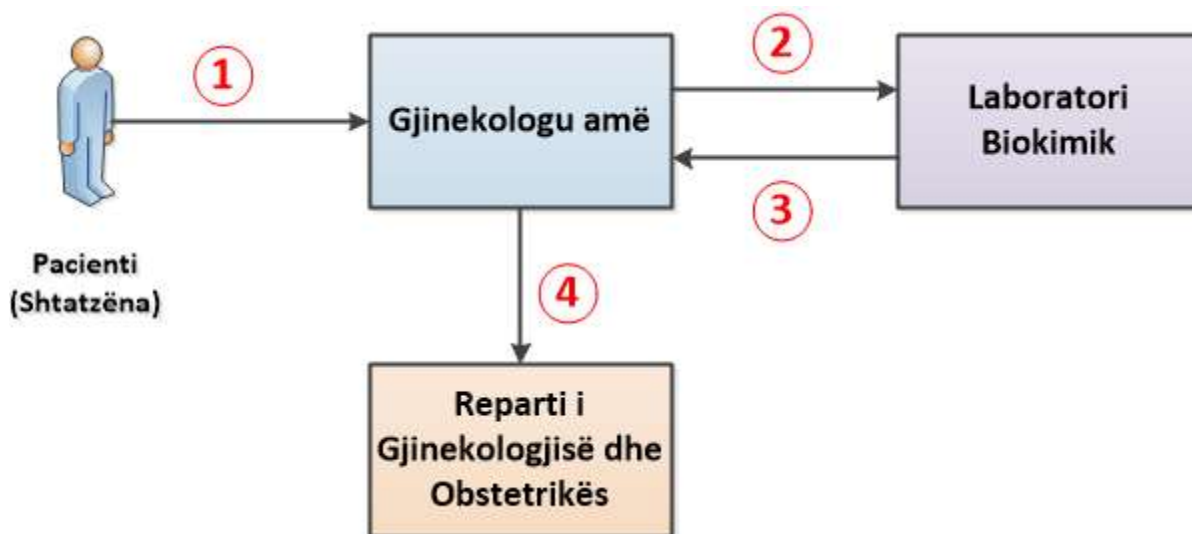 1
2
Gjinekologu amë
Laboratori
Biokimik
3
Pacienti
(Shtatzëna)
4
Reparti i
Gjinekologjisë dhe
Obstetrikës